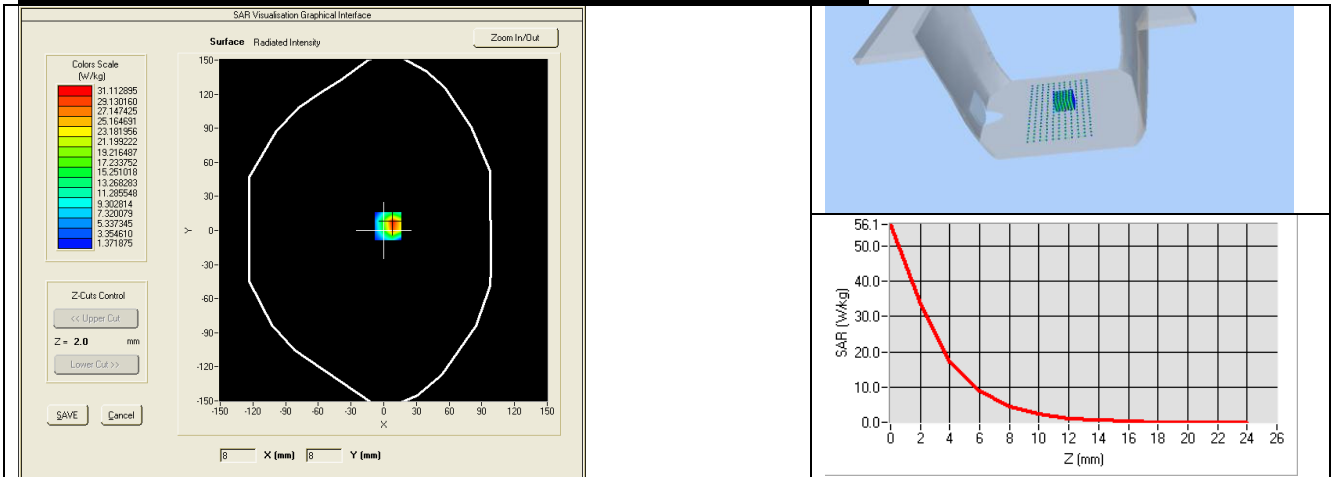 SAR Visualisation Graphical Interface
Surface Radiated Intensity
Zoom In/Out
Colors Scale
(W/kg)
31.112895
29.130160
27.147425
25.164691
23.181956
21.199222
19.216487
17.233752
15.251018
13.268283
11.285548
9.302814
7.320079
5.337345
3.354610
1.371875
Z-Cuts Control
<< Upper Cut
Z = 2.0 mm
Lower Cut >>
SAVE Cancel
150
120
90
60
30
0
-30
-60
-90
-120
-150
Y
-150 -120 -90 -60 -30 0 30 60 90 120 150
X
8 X (mm) 8 Y (mm)
56.1
50.0
40.0
30.0
20.0
10.0
0.0
SAR (W/kg)
0 2 4 6 8 10 12 14 16 18 20 22 24 26
Z (mm)